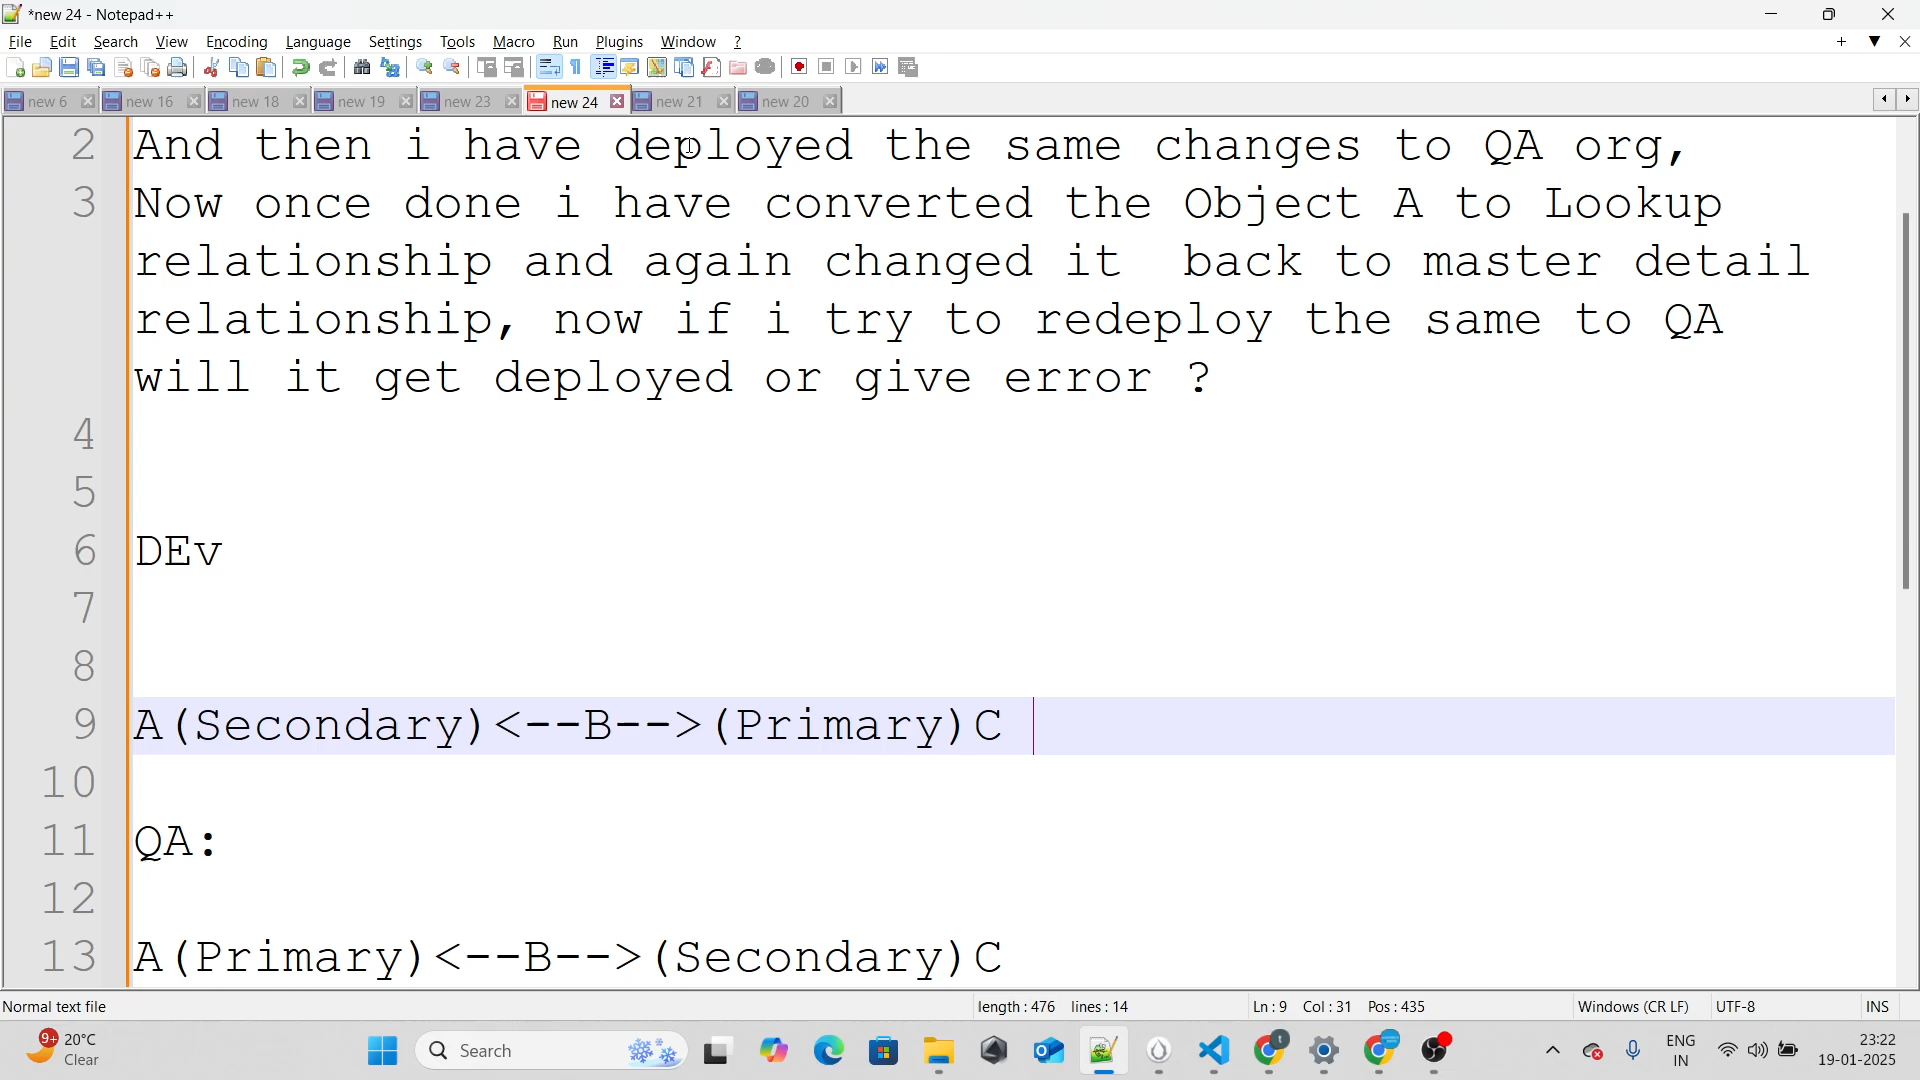 *new 24 - Notepad++
File Edit Search View Encoding Language Settings Tools Macro Run Plugins Window ?
new 6 new 16 new 18 new 19 new 23 new 24 new 21 new 20
2 And then i have deployed the same changes to QA org,
3 Now once done i have converted the Object A to Lookup
relationship and again changed it  back to master detail
relationship, now if i try to redeploy the same to QA
will it get deployed or give error ?
4
5
6 DEv
7
8
9 A(Secondary)<--B-->(Primary)C
10
11 QA:
12
13 A(Primary)<--B-->(Secondary)C
Normal text file length : 476 lines : 14 Ln : 9 Col : 31 Pos : 435 Windows (CR LF) UTF-8 INS
9+ 20°C
Clear
Search
ENG
IN
23:22
19-01-2025